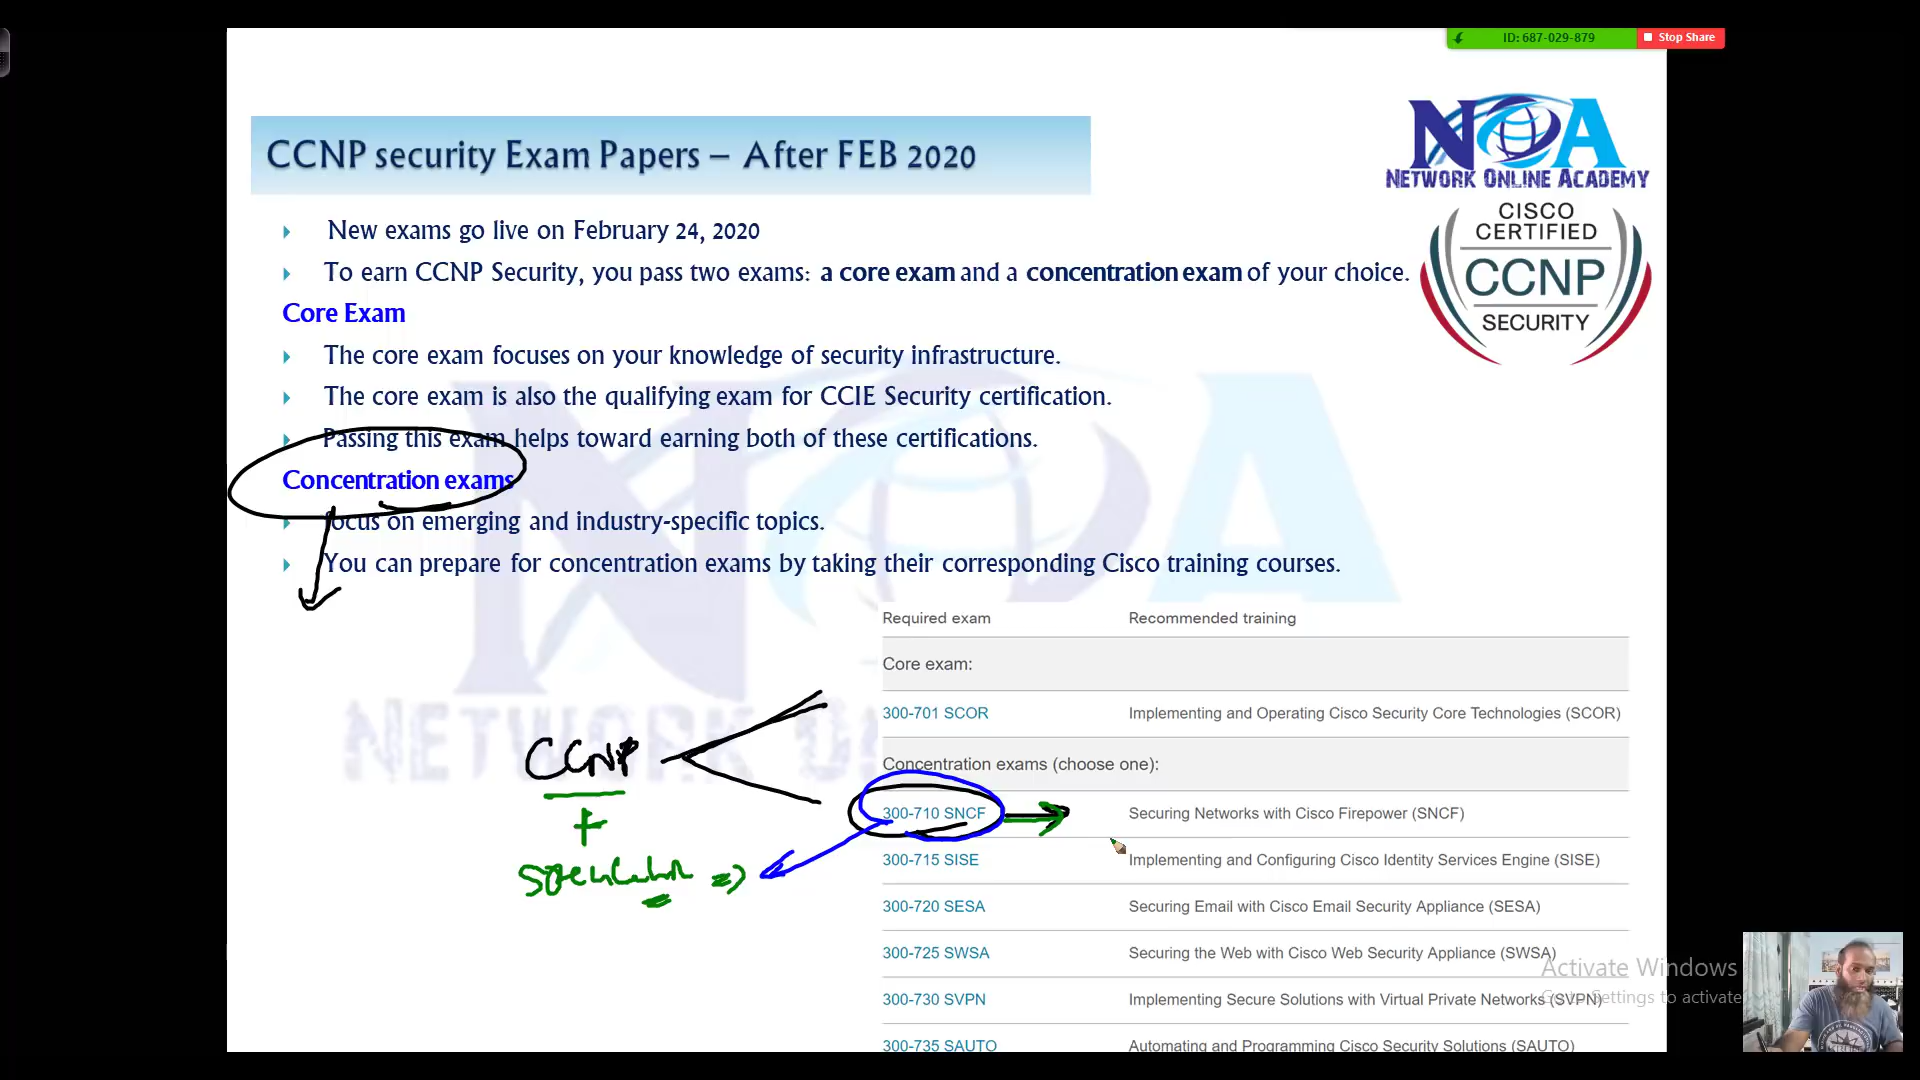 ID: 687-029-879
Stop Share
CCNP security Exam Papers – After FEB 2020
NOA
NETWORK ONLINE ACADEMY
New exams go live on February 24, 2020
To earn CCNP Security, you pass two exams: a core exam and a concentration exam of your choice.
CISCO
CERTIFIED
CCNP
SECURITY
Core Exam
The core exam focuses on your knowledge of security infrastructure.
The core exam is also the qualifying exam for CCIE Security certification.
Passing this exam helps toward earning both of these certifications.
Concentration exams
focus on emerging and industry-specific topics.
You can prepare for concentration exams by taking their corresponding Cisco training courses.
Required exam Recommended training
Core exam:
300-701 SCOR Implementing and Operating Cisco Security Core Technologies (SCOR)
Concentration exams (choose one):
300-710 SNCF Securing Networks with Cisco Firepower (SNCF)
300-715 SISE Implementing and Configuring Cisco Identity Services Engine (SISE)
300-720 SESA Securing Email with Cisco Email Security Appliance (SESA)
300-725 SWSA Securing the Web with Cisco Web Security Appliance (SWSA)
300-730 SVPN Implementing Secure Solutions with Virtual Private Networks (SVPN)
300-735 SAUTO Automating and Programming Cisco Security Solutions (SAUTO)
CCNP
+
NETWORK
Activate Windows
Go to Settings to activate